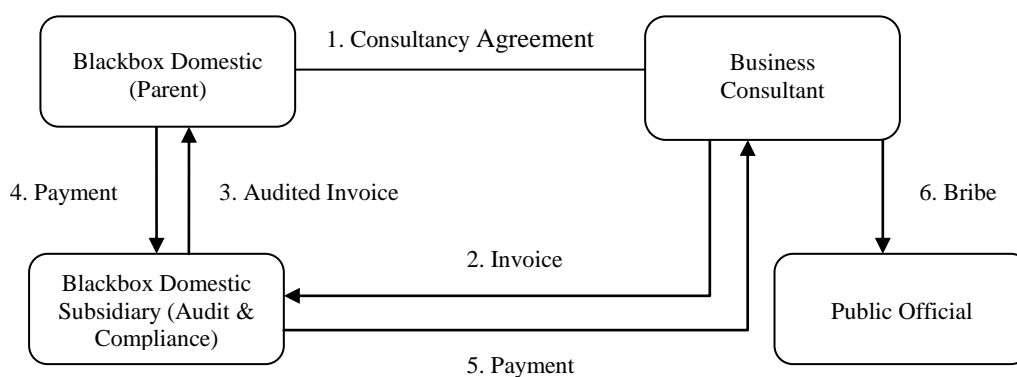 1. Consultancy Agreement
Blackbox Domestic
(Parent)
Business
Consultant
4. Payment
3. Audited Invoice
6. Bribe
2. Invoice
Blackbox Domestic
Subsidiary (Audit &
Compliance)
Public Official
5. Payment